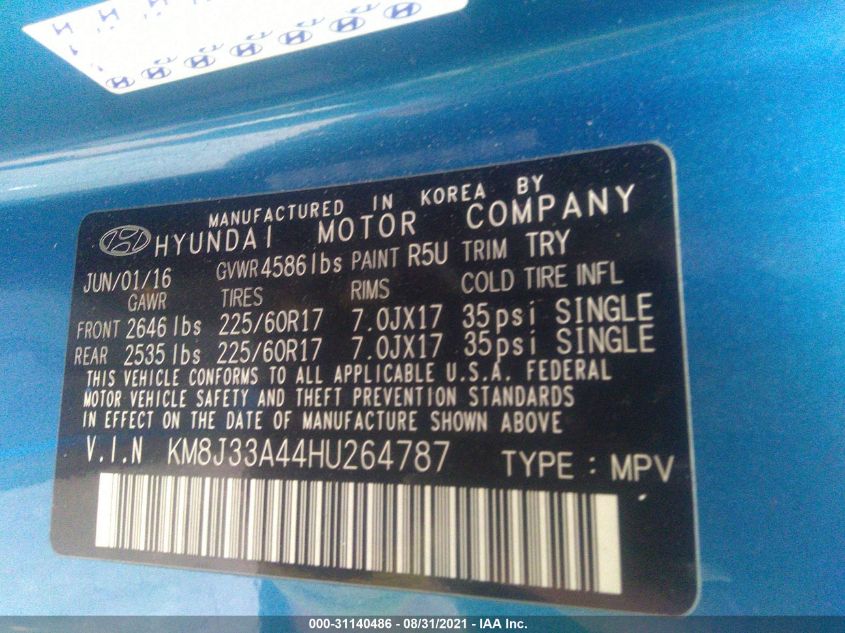 MANUFACTURED IN KOREA BY
HYUNDAI MOTOR COMPANY
JUN/01/16 GVWR 4586 lbs PAINT R5U TRIM TRY
GAWR TIRES RIMS COLD TIRE INFL
FRONT 2646 lbs 225/60R17 7.0JX17 35psi SINGLE
REAR 2535 lbs 225/60R17 7.0JX17 35psi SINGLE
THIS VEHICLE CONFORMS TO ALL APPLICABLE U.S.A. FEDERAL
MOTOR VEHICLE SAFETY AND THEFT PREVENTION STANDARDS
IN EFFECT ON THE DATE OF MANUFACTURE SHOWN ABOVE
V.I.N KM8J33A44HU264787 TYPE : MPV
000-31140486 - 08/31/2021 - IAA Inc.